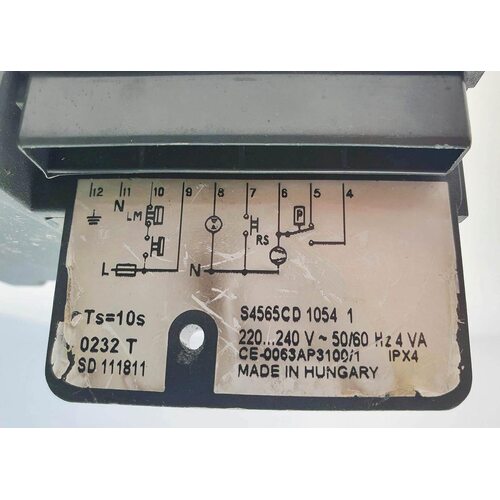 12 11 10 9 8 7 6 5 4
N
LM
P
RS
L
N
Ts=10s
0232 T
SD 111811
S4565CD 1054 1
220...240 V ~ 50/60 Hz 4 VA
CE-0063AP3100/1 IPX4
MADE IN HUNGARY